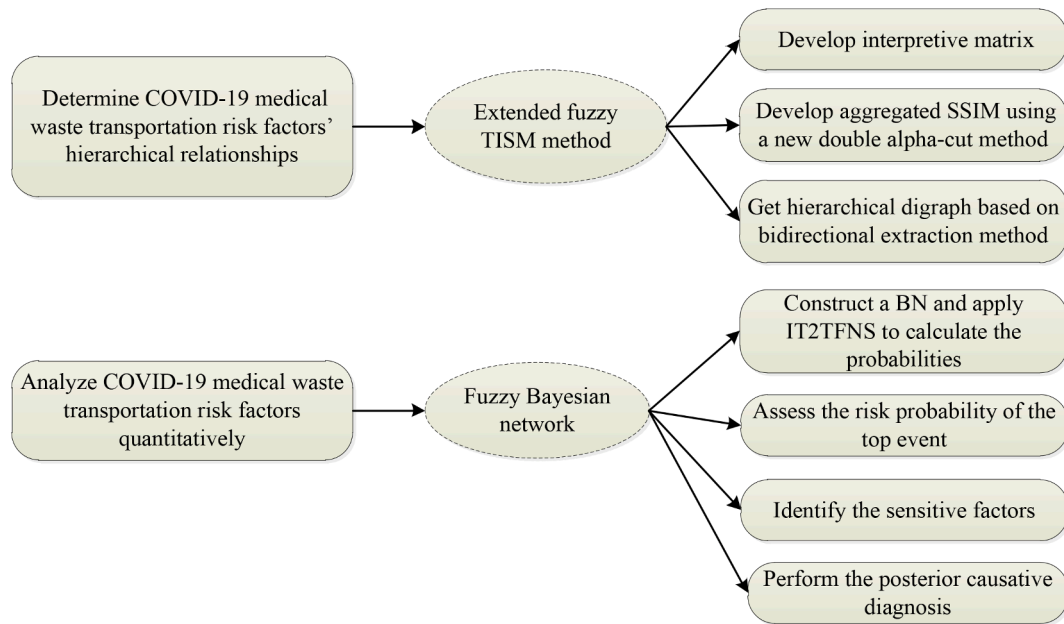 Determine COVID-19 medical
waste transportation risk factors'
hierarchical relationships
Extended fuzzy
TISM method
Develop interpretive matrix
Develop aggregated SSIM using
a new double alpha-cut method
Get hierarchical digraph based on
bidirectional extraction method
Analyze COVID-19 medical waste
transportation risk factors
quantitatively
Fuzzy Bayesian
network
Construct a BN and apply
IT2TFNS to calculate the
probabilities
Assess the risk probability of the
top event
Identify the sensitive factors
Perform the posterior causative
diagnosis